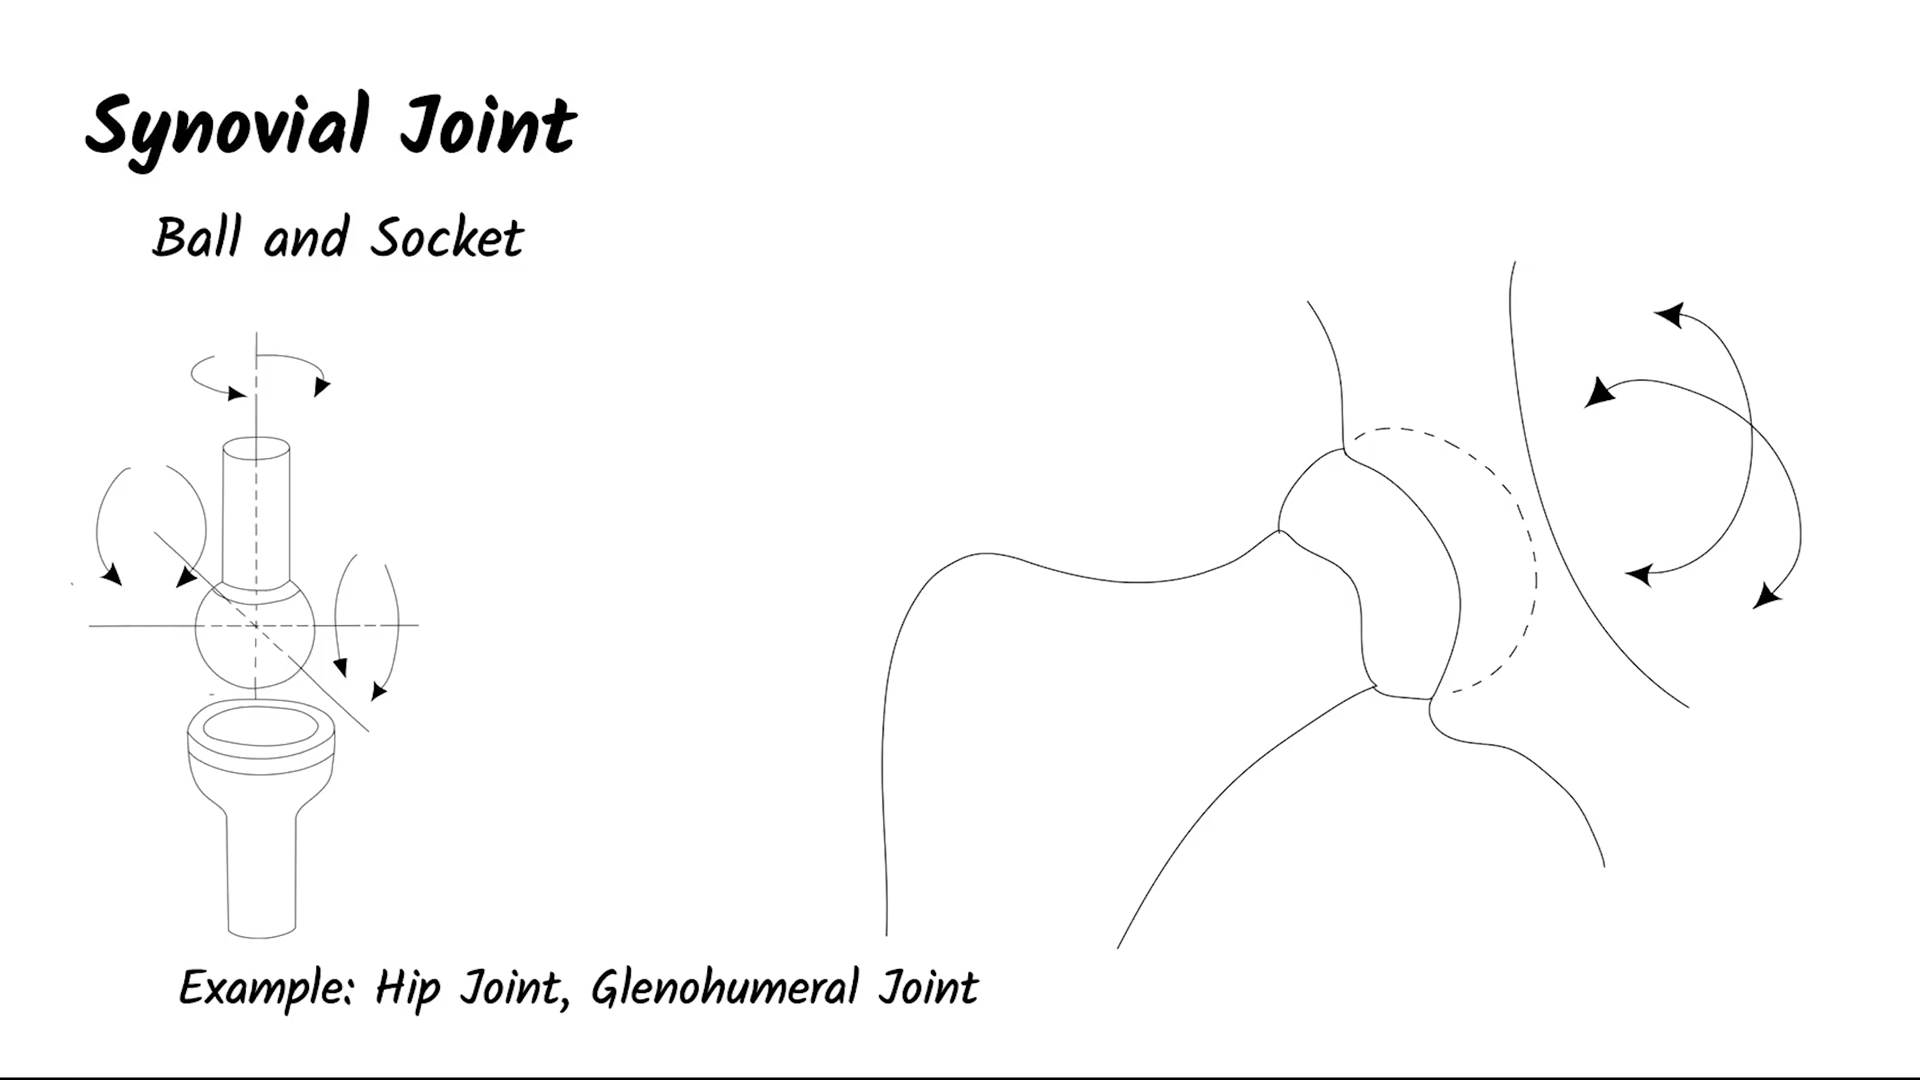 Synovial Joint
Ball and Socket
Example: Hip Joint, Glenohumeral Joint